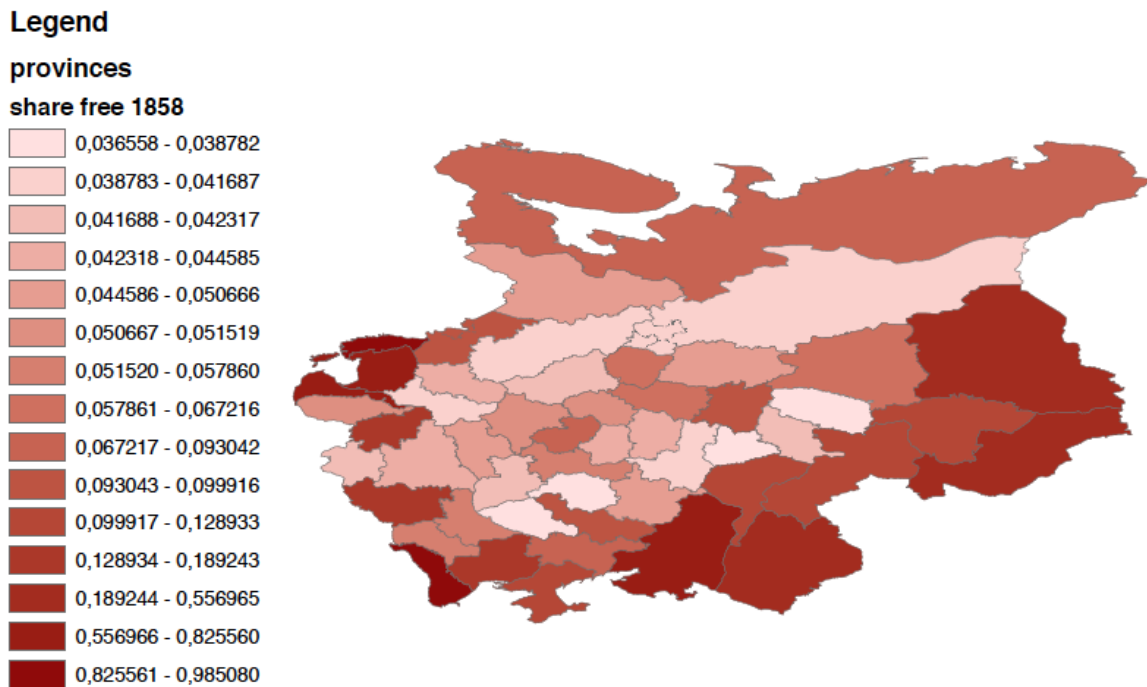 Legend
provinces
share free 1858
0,036558 - 0,038782
0,038783 - 0,041687
0,041688 - 0,042317
0,042318 - 0,044585
0,044586 - 0,050666
0,050667 - 0,051519
0,051520 - 0,057860
0,057861 - 0,067216
0,067217 - 0,093042
0,093043 - 0,099916
0,099917 - 0,128933
0,128934 - 0,189243
0,189244 - 0,556965
0,556966 - 0,825560
0,825561 - 0,985080